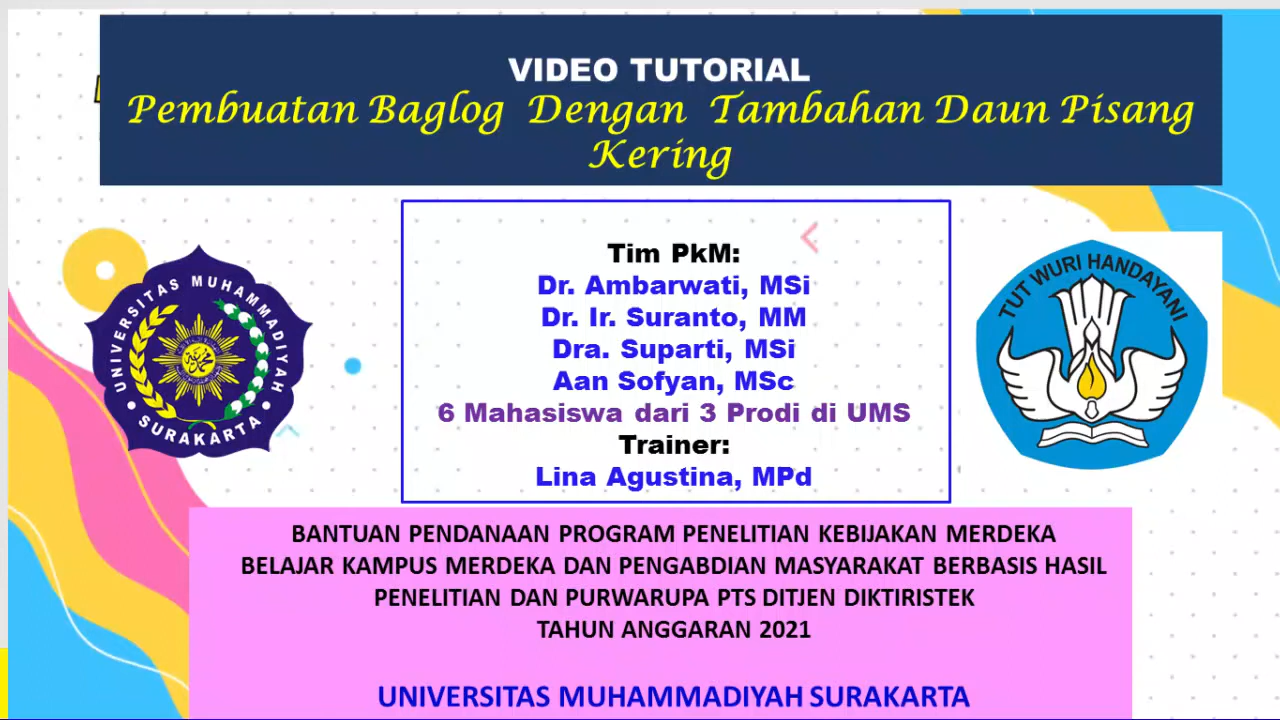 VIDEO TUTORIAL
Pembuatan Baglog Dengan Tambahan Daun Pisang
Kering
UNIVERSITAS MUHAMMADIYAH
SURAKARTA
Tim PkM:
Dr. Ambarwati, MSi
Dr. Ir. Suranto, MM
Dra. Suparti, MSi
Aan Sofyan, MSc
6 Mahasiswa dari 3 Prodi di UMS
Trainer:
Lina Agustina, MPd
TUT WURI HANDAYANI
BANTUAN PENDANAAN PROGRAM PENELITIAN KEBIJAKAN MERDEKA
BELAJAR KAMPUS MERDEKA DAN PENGABDIAN MASYARAKAT BERBASIS HASIL
PENELITIAN DAN PURWARUPA PTS DITJEN DIKTIRISTEK
TAHUN ANGGARAN 2021
UNIVERSITAS MUHAMMADIYAH SURAKARTA